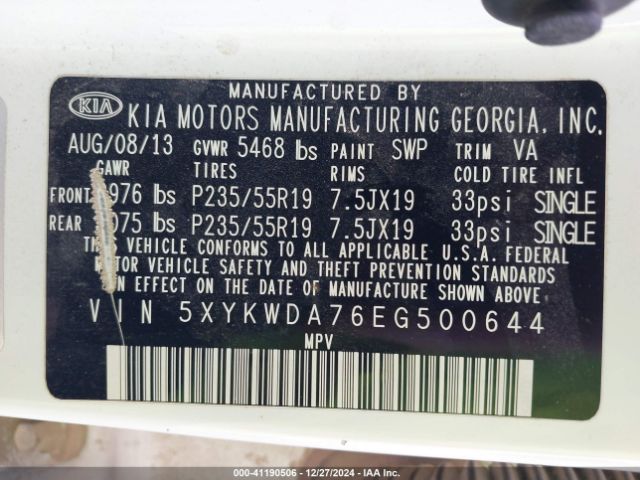 MANUFACTURED BY
KIA KIA MOTORS MANUFACTURING GEORGIA, INC.
AUG/08/13 GVWR 5468 lbs PAINT SWP TRIM VA
GAWR TIRES RIMS COLD TIRE INFL
FRONT 976 lbs P235/55R19 7.5JX19 33psi SINGLE
REAR 075 lbs P235/55R19 7.5JX19 33psi SINGLE
THIS VEHICLE CONFORMS TO ALL APPLICABLE U.S.A. FEDERAL
MOTOR VEHICLE SAFETY AND THEFT PREVENTION STANDARDS
IN EFFECT ON THE DATE OF MANUFACTURE SHOWN ABOVE.
VIN 5XYKWDA76EG500644
MPV
000-41190506 - 12/27/2024 - IAA Inc.